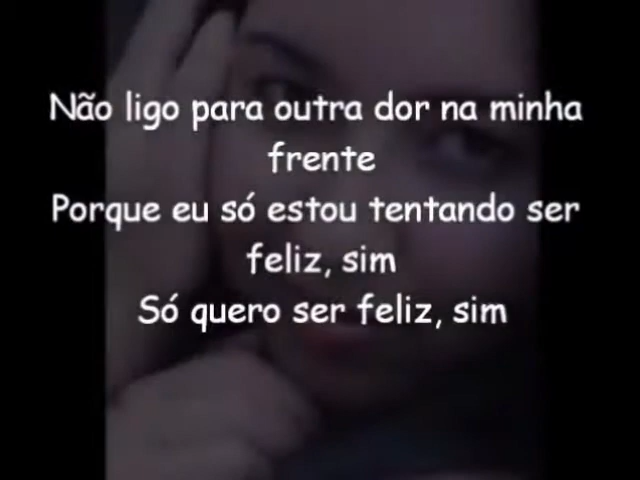 Não ligo para outra dor na minha
frente
Porque eu só estou tentando ser
feliz, sim
Só quero ser feliz, sim